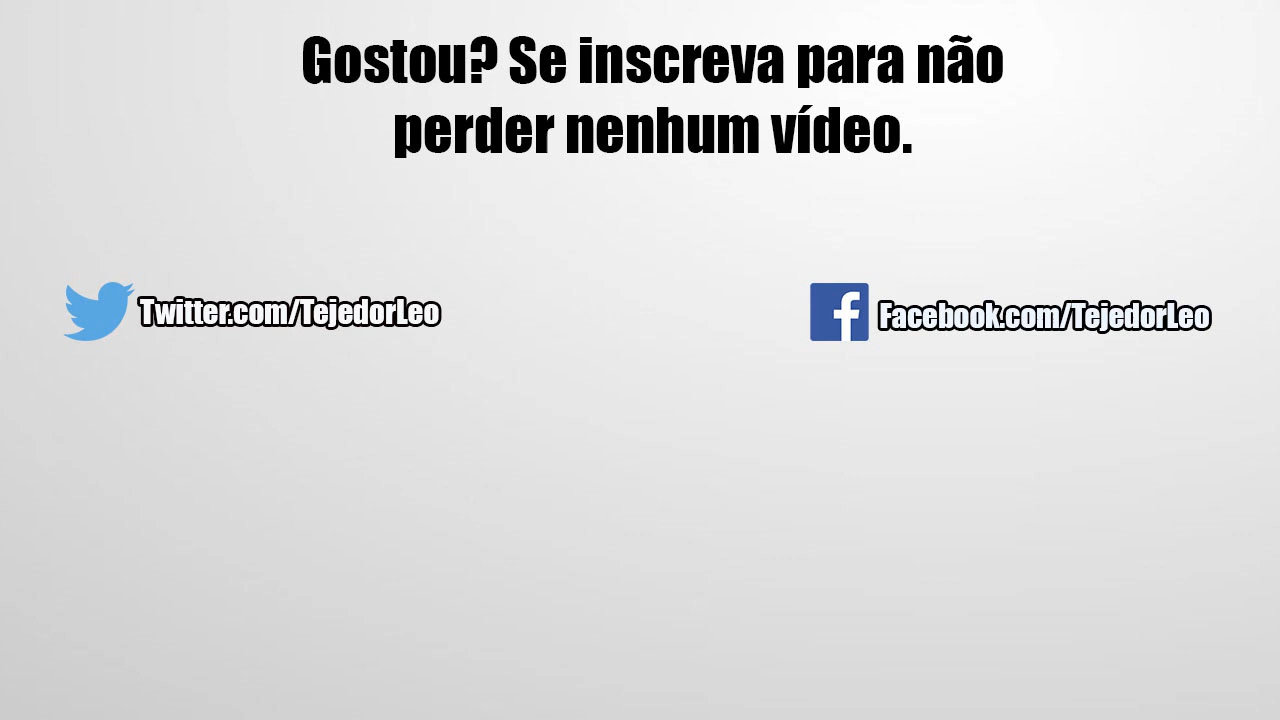 Gostou? Se inscreva para não
perder nenhum vídeo.
Twitter.com/TejedorLeo
Facebook.com/TejedorLeo